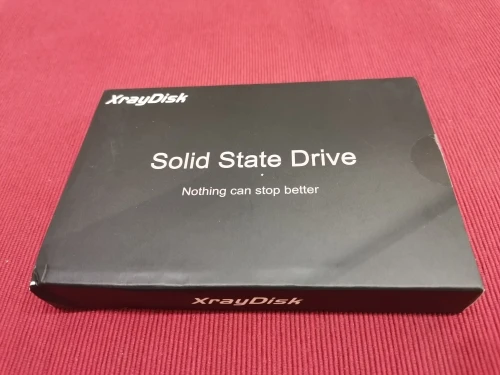 XrayDisk
Solid State Drive
Nothing can stop better
XrayDisk